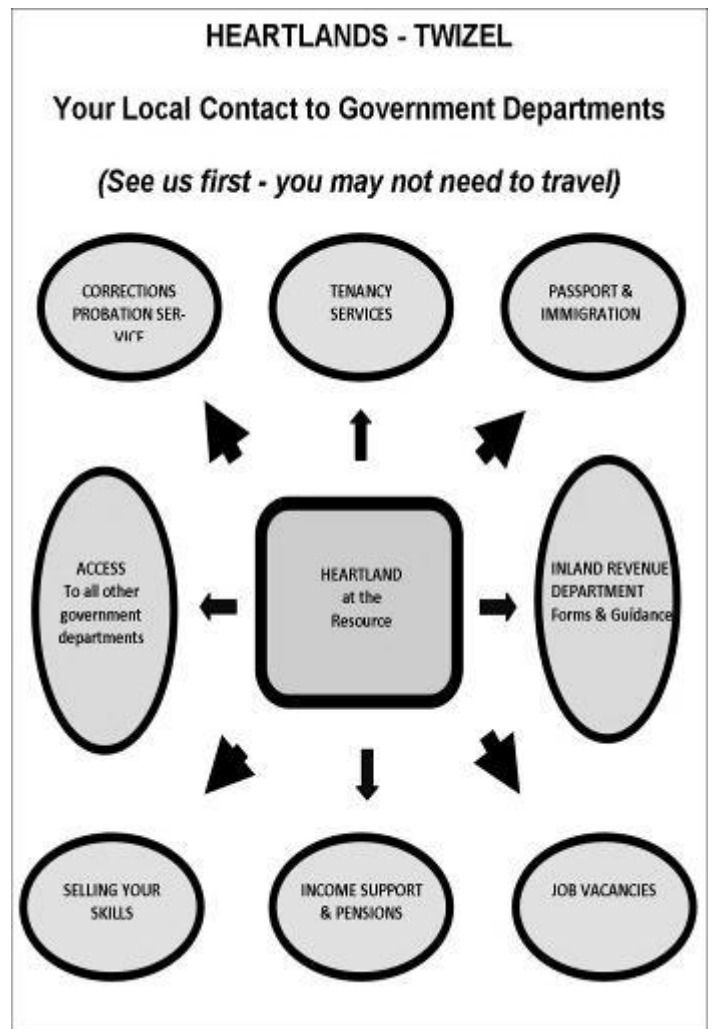 HEARTLANDS - TWIZEL
Your Local Contact to Government Departments
(See us first - you may not need to travel)
CORRECTIONS
PROBATION SER-
VICE
TENANCY
SERVICES
PASSPORT &
IMMIGRATION
ACCESS
To all other
government
departments
HEARTLAND
at the
Resource
INLAND REVENUE
DEPARTMENT
Forms & Guidance
SELLING YOUR
SKILLS
INCOME SUPPORT
& PENSIONS
JOB VACANCIES